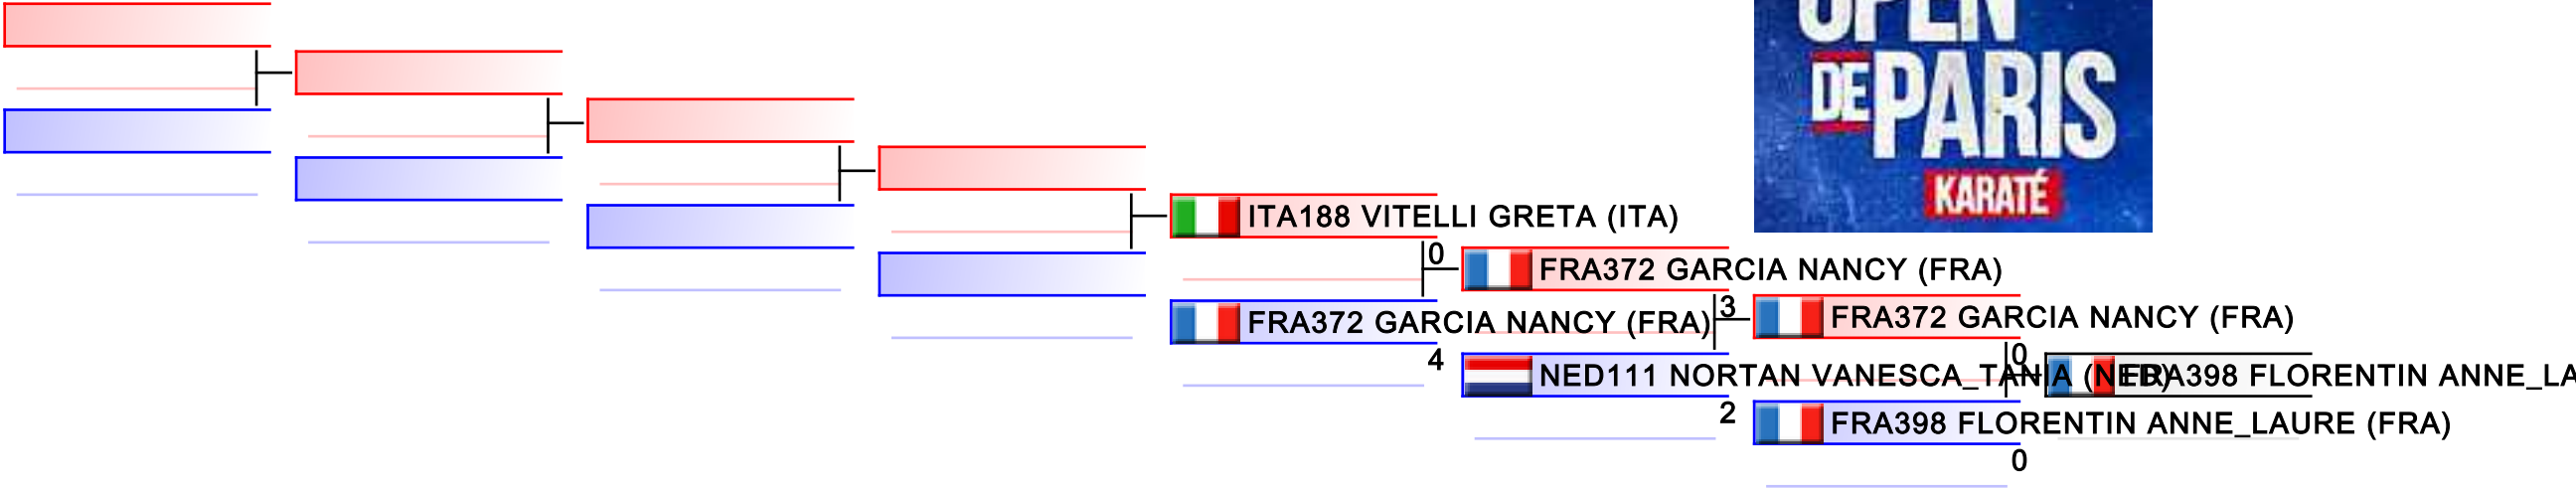 OPEN
DE PARIS
KARATÉ
ITA188 VITELLI GRETA (ITA)
0
FRA372 GARCIA NANCY (FRA)
FRA372 GARCIA NANCY (FRA)
3
FRA372 GARCIA NANCY (FRA)
4
0
NED111 NORTAN VANESCA_TANIA (NED)
FRA398 FLORENTIN ANNE_LA
2
FRA398 FLORENTIN ANNE_LAURE (FRA)
0